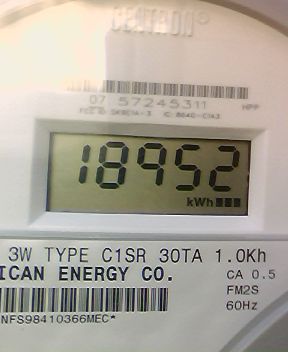 CENTRON®
07 57245311 HPP
18952
kWh
3W TYPE C1SR 30TA 1.0Kh
ICAN ENERGY CO.
CA 0.5
FM2S
60Hz
NFS98410366MEC*